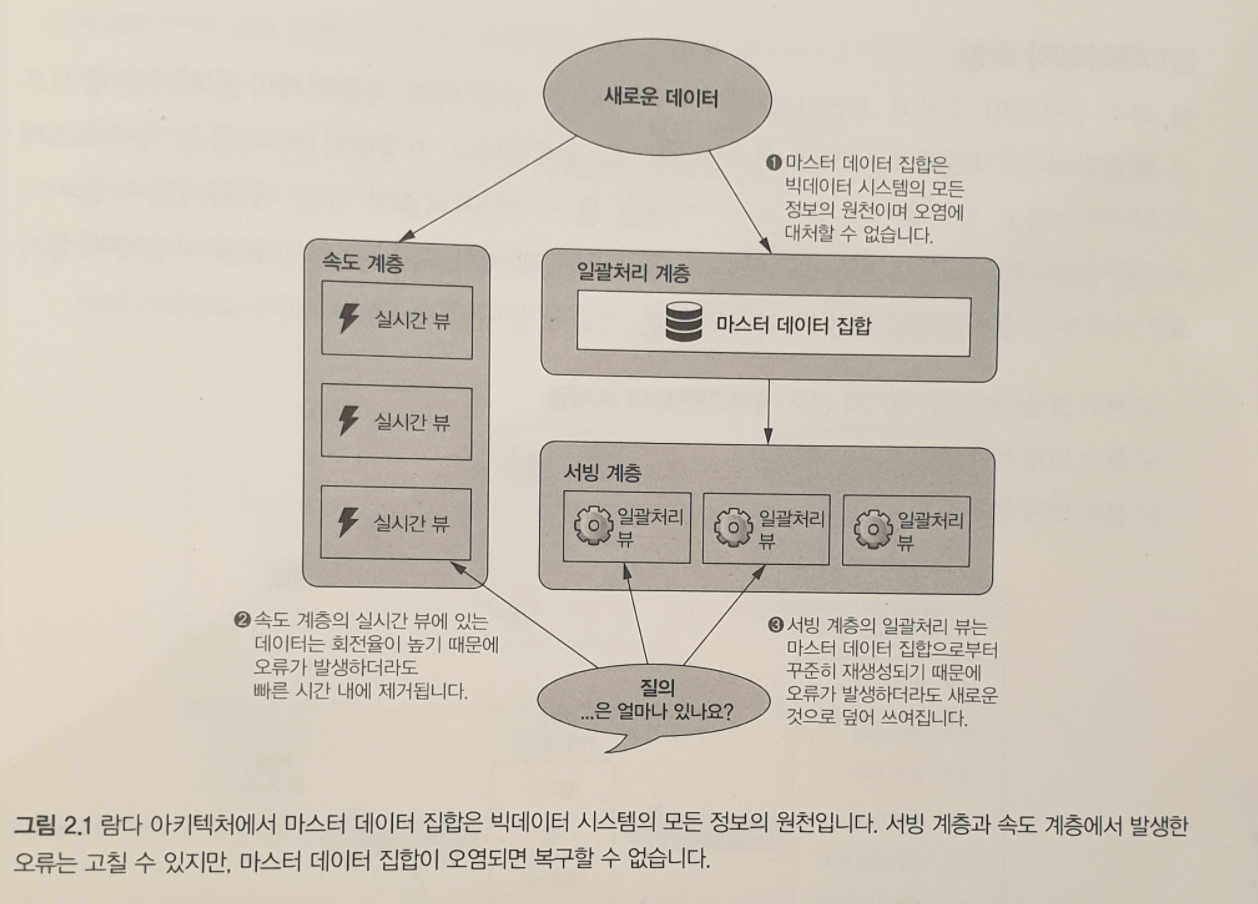 새로운 데이터
❶ 마스터 데이터 집합은
빅데이터 시스템의 모든
정보의 원천이며 오염에
대처할 수 없습니다.
속도 계층
실시간 뷰
실시간 뷰
실시간 뷰
일괄처리 계층
마스터 데이터 집합
서빙 계층
일괄처리
뷰
일괄처리
뷰
일괄처리
뷰
❷ 속도 계층의 실시간 뷰에 있는
데이터는 회전율이 높기 때문에
오류가 발생하더라도
빠른 시간 내에 제거됩니다.
질의
...은 얼마나 있나요?
❸ 서빙 계층의 일괄처리 뷰는
마스터 데이터 집합으로부터
꾸준히 재생성되기 때문에
오류가 발생하더라도 새로운
것으로 덮어 쓰여집니다.
그림 2.1 람다 아키텍처에서 마스터 데이터 집합은 빅데이터 시스템의 모든 정보의 원천입니다. 서빙 계층과 속도 계층에서 발생한
오류는 고칠 수 있지만, 마스터 데이터 집합이 오염되면 복구할 수 없습니다.